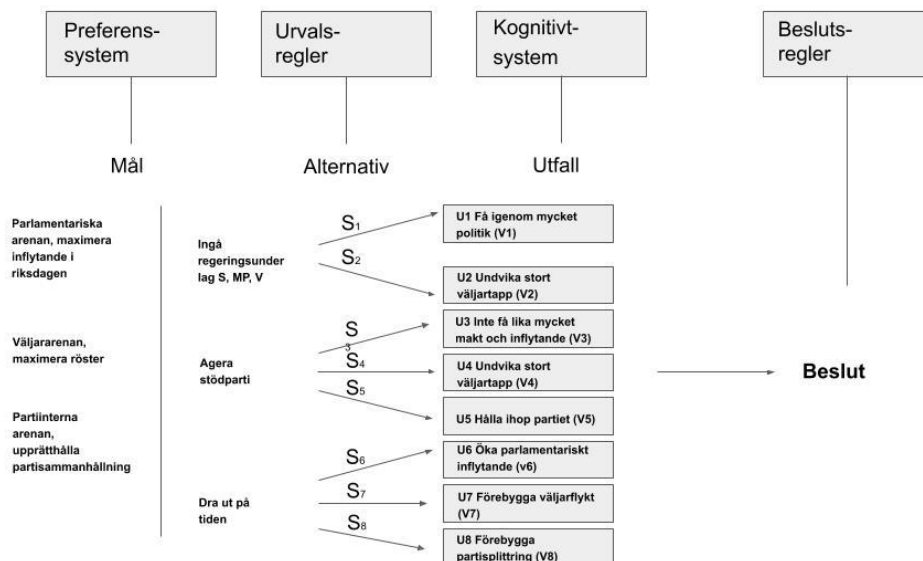 Preferens-
system
Urvals-
regler
Kognitivt-
system
Besluts-
regler
Mål
Alternativ
Utfall
Parlamentariska
arenan, maximera
inflytande i
riksdagen
Väljararenan,
maximera röster
Partiinterna
arenan,
upprätthålla
partisammanhållning
Ingå
regeringsunder
lag S, MP, V
S1
S2
U1 Få igenom mycket
politik (V1)
U2 Undvika stort
väljartapp (V2)
Agera
stödparti
S
3
S4
S5
U3 Inte få lika mycket
makt och inflytande (V3)
U4 Undvika stort
väljartapp (V4)
U5 Hålla ihop partiet (V5)
Dra ut på
tiden
S6
S7
S8
U6 Öka parlamentariskt
inflytande (v6)
U7 Förebygga väljarflykt
(V7)
U8 Förebygga
partisplittring (V8)
Beslut